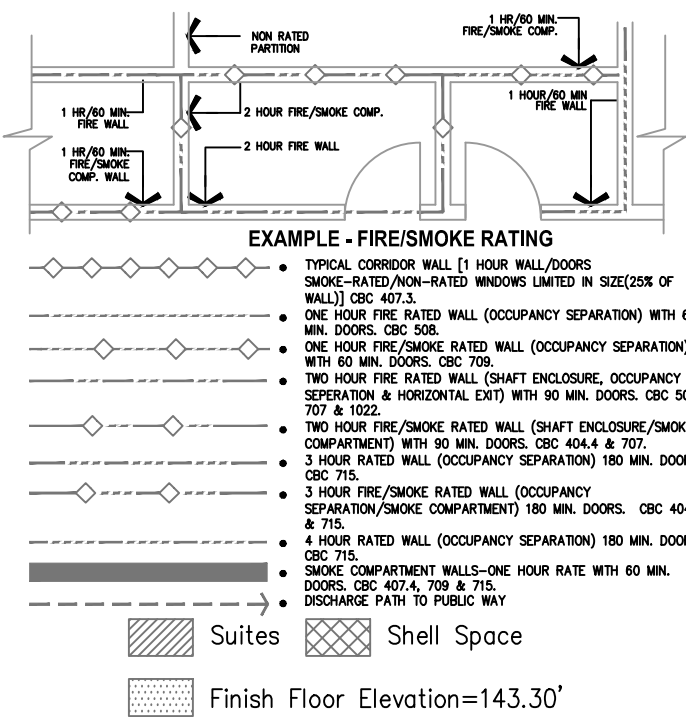 NON RATED
PARTITION
1 HR/60 MIN.
FIRE/SMOKE COMP.
1 HR/60 MIN.
FIRE WALL
2 HOUR FIRE/SMOKE COMP.
1 HOUR/60 MIN
FIRE WALL
1 HR/60 MIN.
FIRE/SMOKE
COMP. WALL
2 HOUR FIRE WALL
EXAMPLE - FIRE/SMOKE RATING
TYPICAL CORRIDOR WALL [1 HOUR WALL/DOORS
SMOKE-RATED/NON-RATED WINDOWS LIMITED IN SIZE(25% OF
WALL)] CBC 407.3.
ONE HOUR FIRE RATED WALL (OCCUPANCY SEPARATION) WITH
MIN. DOORS. CBC 508.
ONE HOUR FIRE/SMOKE RATED WALL (OCCUPANCY SEPARATION)
WITH 60 MIN. DOORS. CBC 709.
TWO HOUR FIRE RATED WALL (SHAFT ENCLOSURE, OCCUPANCY
SEPERATION & HORIZONTAL EXIT) WITH 90 MIN. DOORS. CBC
707 & 1022.
TWO HOUR FIRE/SMOKE RATED WALL (SHAFT ENCLOSURE/SMOK
COMPARTMENT) WITH 90 MIN. DOORS. CBC 404.4 & 707.
3 HOUR RATED WALL (OCCUPANCY SEPARATION) 180 MIN. DOO
CBC 715.
3 HOUR FIRE/SMOKE RATED WALL (OCCUPANCY
SEPARATION/SMOKE COMPARTMENT) 180 MIN. DOORS. CBC
& 715.
4 HOUR RATED WALL (OCCUPANCY SEPARATION) 180 MIN. DOO
CBC 715.
SMOKE COMPARTMENT WALLS-ONE HOUR RATE WITH 60 MIN.
DOORS. CBC 407.4, 709 & 715.
DISCHARGE PATH TO PUBLIC WAY
Suites
Shell Space
Finish Floor Elevation=143.30'